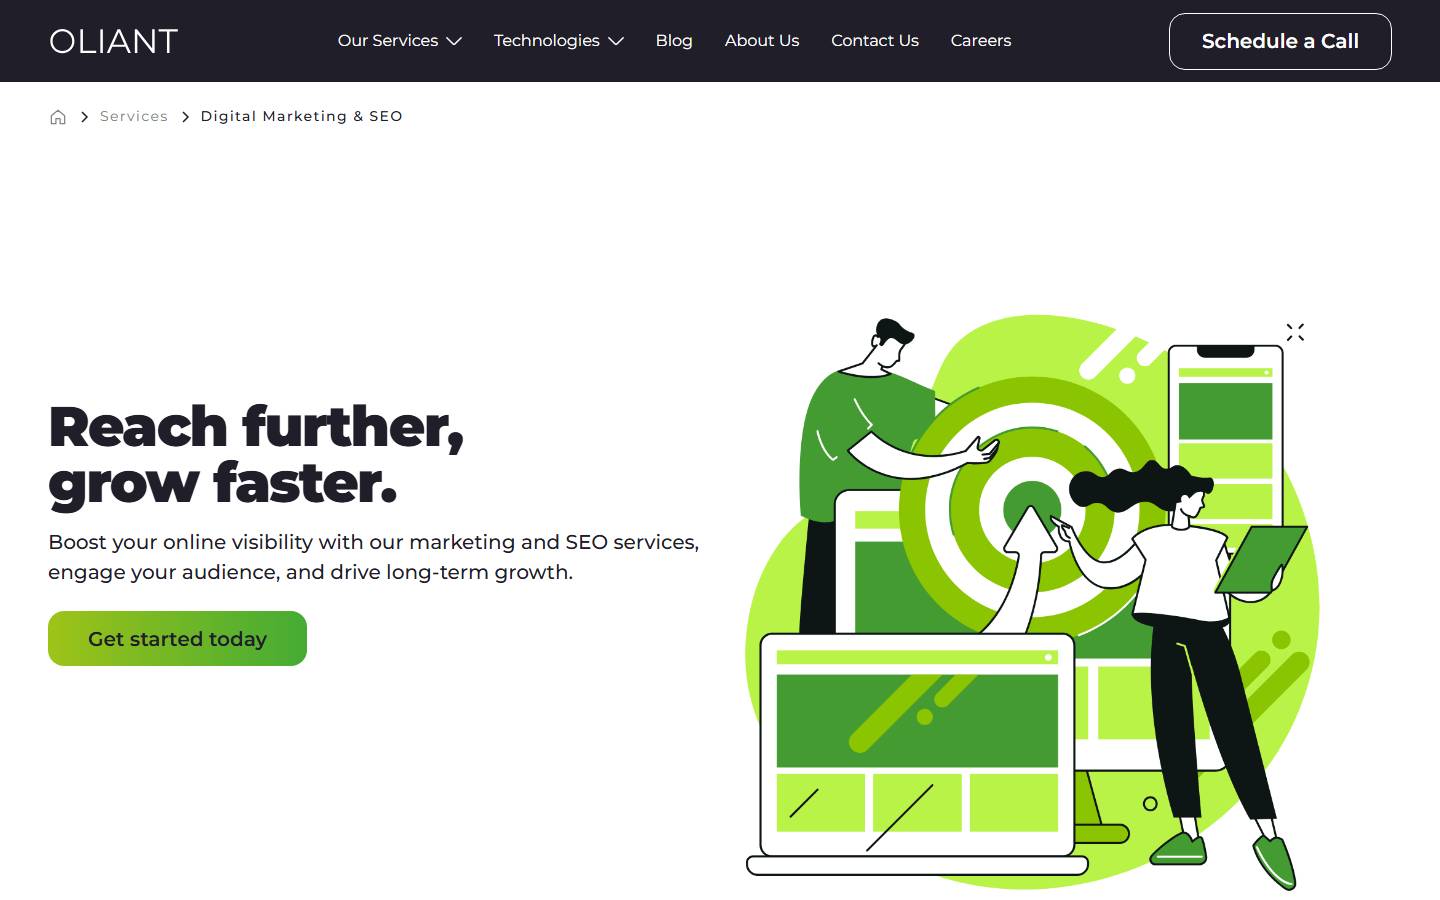 OLIANT
Our Services
Technologies
Blog
About Us
Contact Us
Careers
Schedule a Call
Services
Digital Marketing & SEO
Reach further,
grow faster.
Boost your online visibility with our marketing and SEO services,
engage your audience, and drive long-term growth.
Get started today